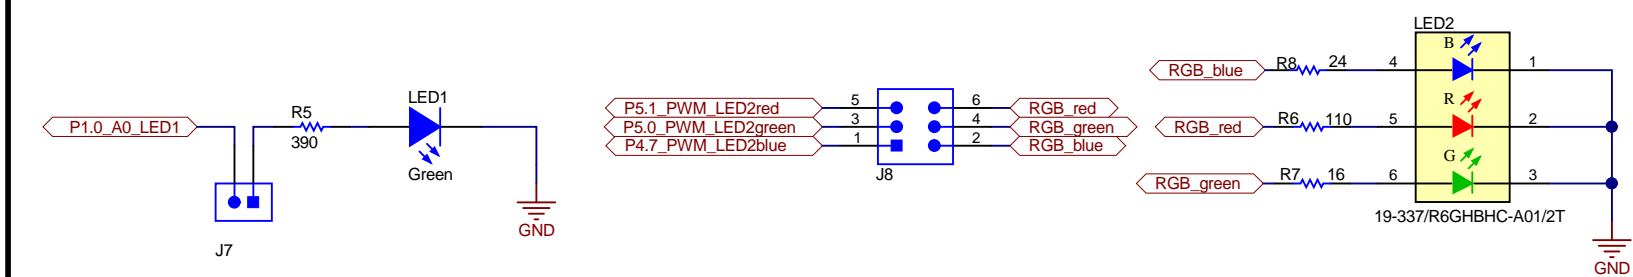 P1.0_A0_LED1
R5
390
LED1
Green
J7
GND
P5.1_PWM_LED2red 5 6 RGB_red
P5.0_PWM_LED2green 3 4 RGB_green
P4.7_PWM_LED2blue 1 2 RGB_blue
J8
LED2
RGB_blue R8 24 4 B 1
RGB_red R6 110 5 R 2
RGB_green R7 16 6 G 3
19-337/R6GHBHC-A01/2T
GND